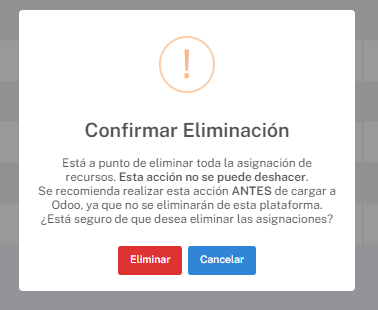 !
Confirmar Eliminación
Está a punto de eliminar toda la asignación de
recursos. Esta acción no se puede deshacer.
Se recomienda realizar esta acción ANTES de cargar a
Odoo, ya que no se eliminarán de esta plataforma.
¿Está seguro de que desea eliminar las asignaciones?
Eliminar Cancelar